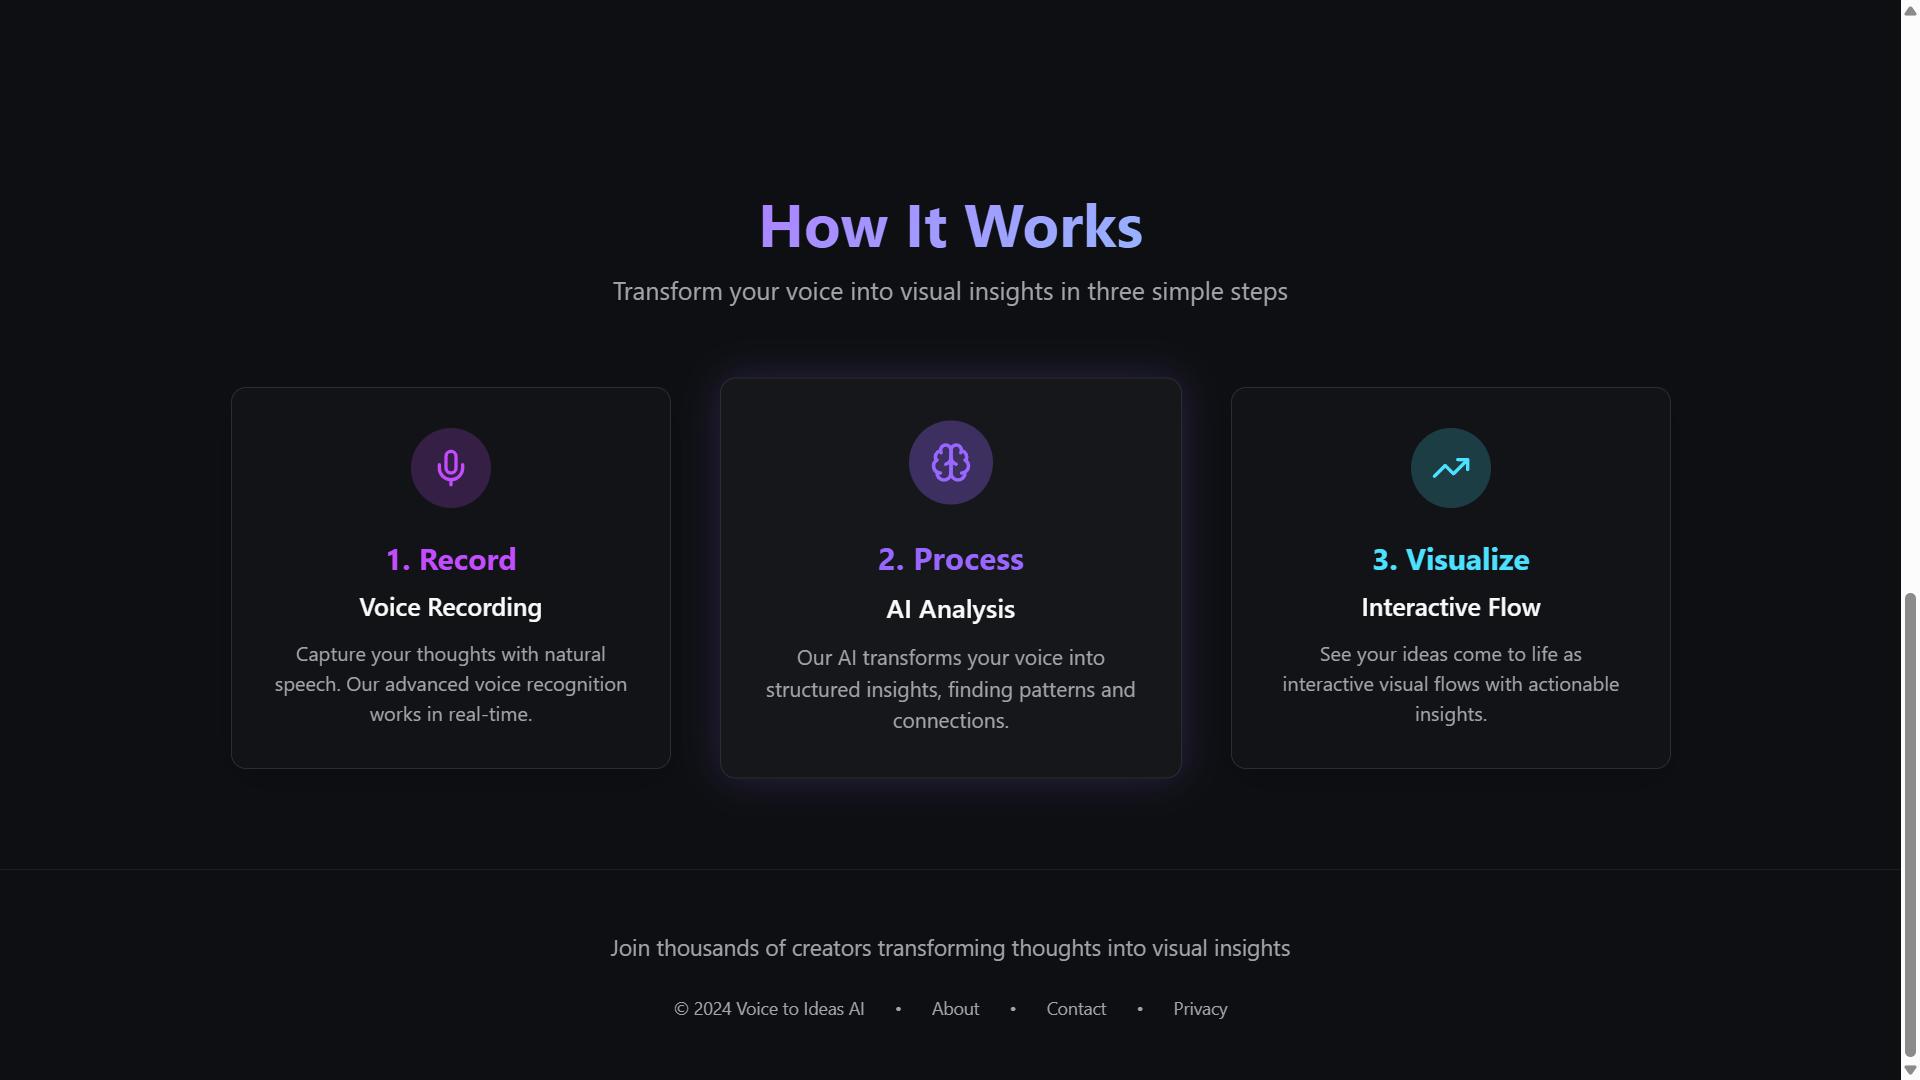 How It Works
Transform your voice into visual insights in three simple steps
1. Record
Voice Recording
Capture your thoughts with natural
speech. Our advanced voice recognition
works in real-time.
2. Process
AI Analysis
Our AI transforms your voice into
structured insights, finding patterns and
connections.
3. Visualize
Interactive Flow
See your ideas come to life as
interactive visual flows with actionable
insights.
Join thousands of creators transforming thoughts into visual insights
© 2024 Voice to Ideas AI • About • Contact • Privacy